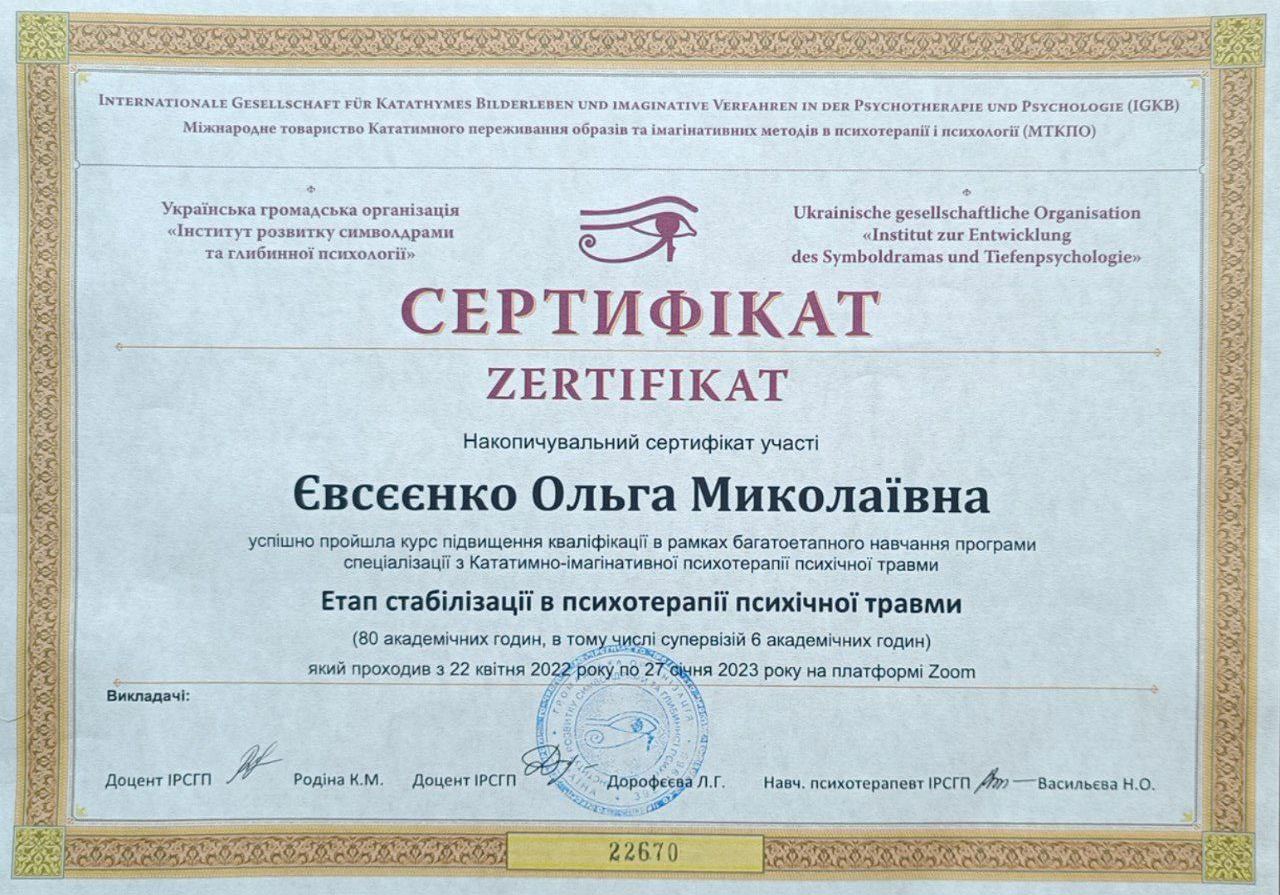 INTERNATIONALE GESELLSCHAFT FÜR KATATHYMES BILDERLEBEN UND IMAGINATIVE VERFAHREN IN DER PSYCHOTHERAPIE UND PSYCHOLOGIE (IGKB)
Міжнародне товариство Кататимного переживання образів та імагінативних методів в психотерапії і психології (МТКПО)
Українська громадська організація
«Інститут розвитку символдрами
та глибинної психології»
Ukrainische gesellschaftliche Organisation
«Institut zur Entwicklung
des Symboldramas und Tiefenpsychologie»
СЕРТИФІКАТ
ZERTIFIKAT
Накопичувальний сертифікат участі
Євсєєнко Ольга Миколаївна
успішно пройшла курс підвищення кваліфікації в рамках багатоетапного навчання програми
спеціалізації з Кататимно-імагінативної психотерапії психічної травми
Етап стабілізації в психотерапії психічної травми
(80 академічних годин, в тому числі супервізій 6 академічних годин)
який проходив з 22 квітня 2022 року по 27 січня 2023 року на платформі Zoom
Викладачі:
Доцент ІРСГП Родіна К.М. Доцент ІРСГП Дорофєєва Л.Г. Навч. психотерапевт ІРСГП Васильєва Н.О.
22670